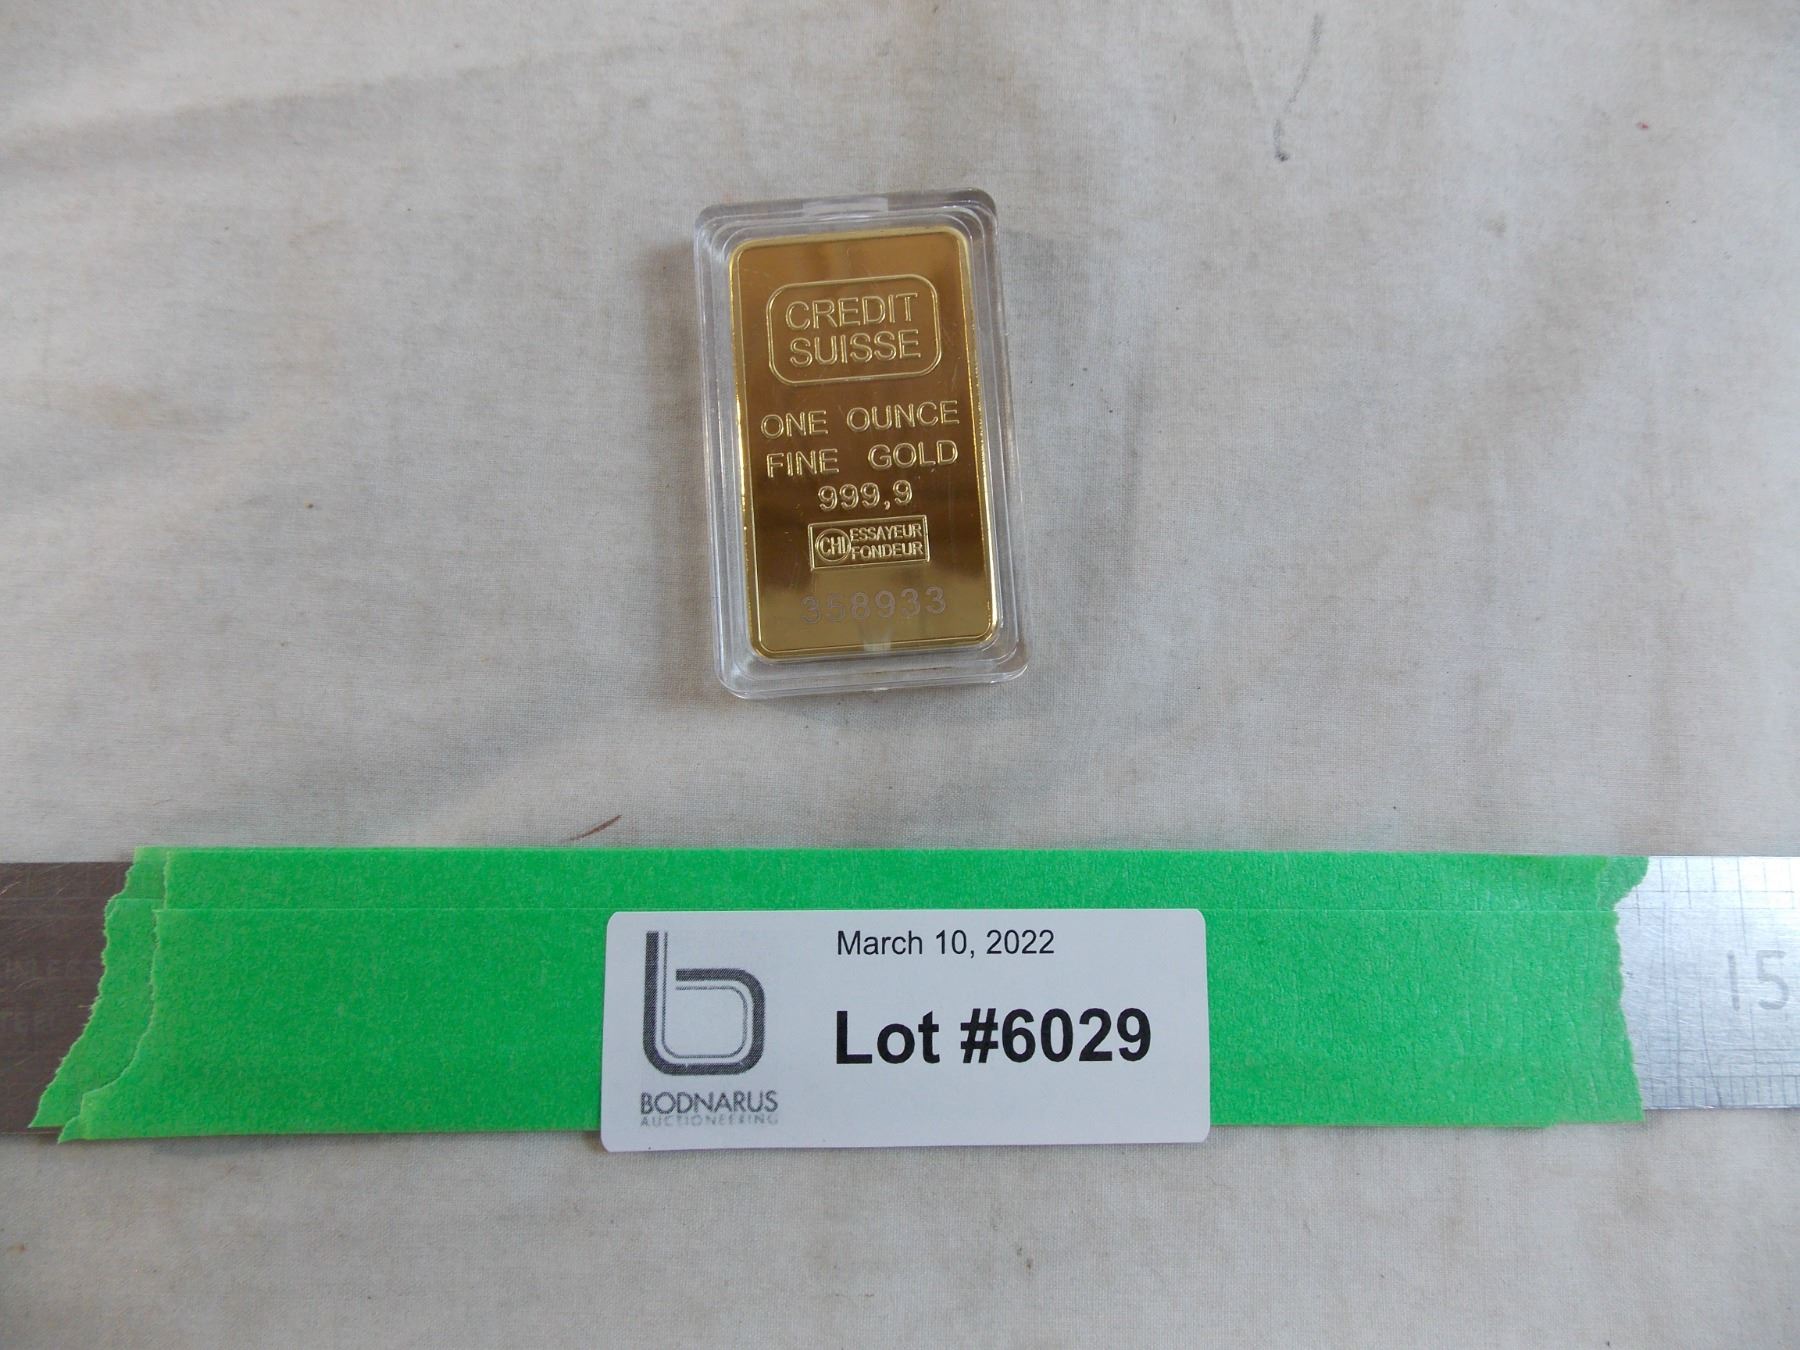 CREDIT
SUISSE
ONE OUNCE
FINE GOLD
999,9
CHI ESSAYEUR
FONDEUR
358933
March 10, 2022
Lot #6029
BODNARUS
AUCTIONEERING
15